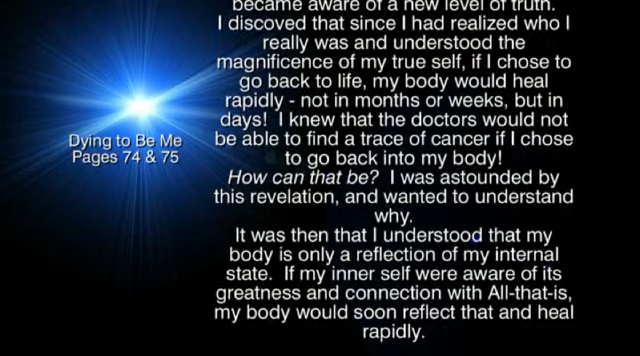 became aware of a new level of truth.
I discovered that since I had realized who I
really was and understood the
magnificence of my true self, if I chose to
go back to life, my body would heal
rapidly - not in months or weeks, but in
days! I knew that the doctors would not
be able to find a trace of cancer if I chose
to go back into my body!
How can that be? I was astounded by
this revelation, and wanted to understand
why.
It was then that I understood that my
body is only a reflection of my internal
state. If my inner self were aware of its
greatness and connection with All-that-is,
my body would soon reflect that and heal
rapidly.
Dying to Be Me
Pages 74 & 75